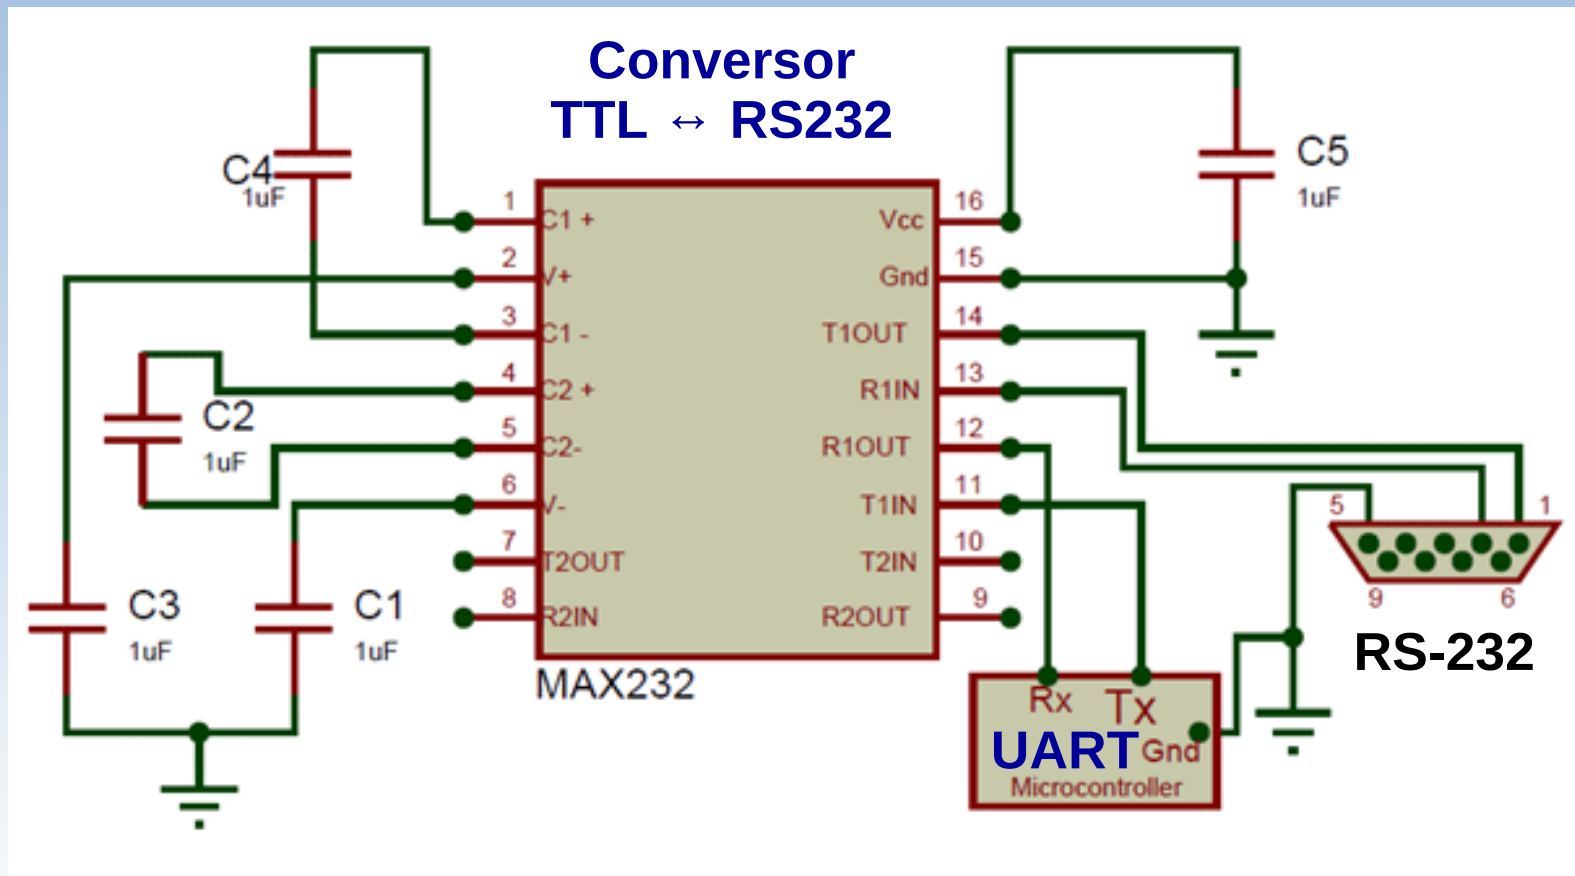 Conversor
TTL ↔ RS232
C4
1uF
C5
1uF
1
C1 +
2
V+
3
C1 -
4
C2 +
5
C2-
6
V-
7
T2OUT
8
R2IN
16
Vcc
15
Gnd
14
T1OUT
13
R1IN
12
R1OUT
11
T1IN
10
T2IN
9
R2OUT
C2
1uF
C3
1uF
C1
1uF
MAX232
5
1
9
6
RS-232
Rx
Tx
UART
Gnd
Microcontroller